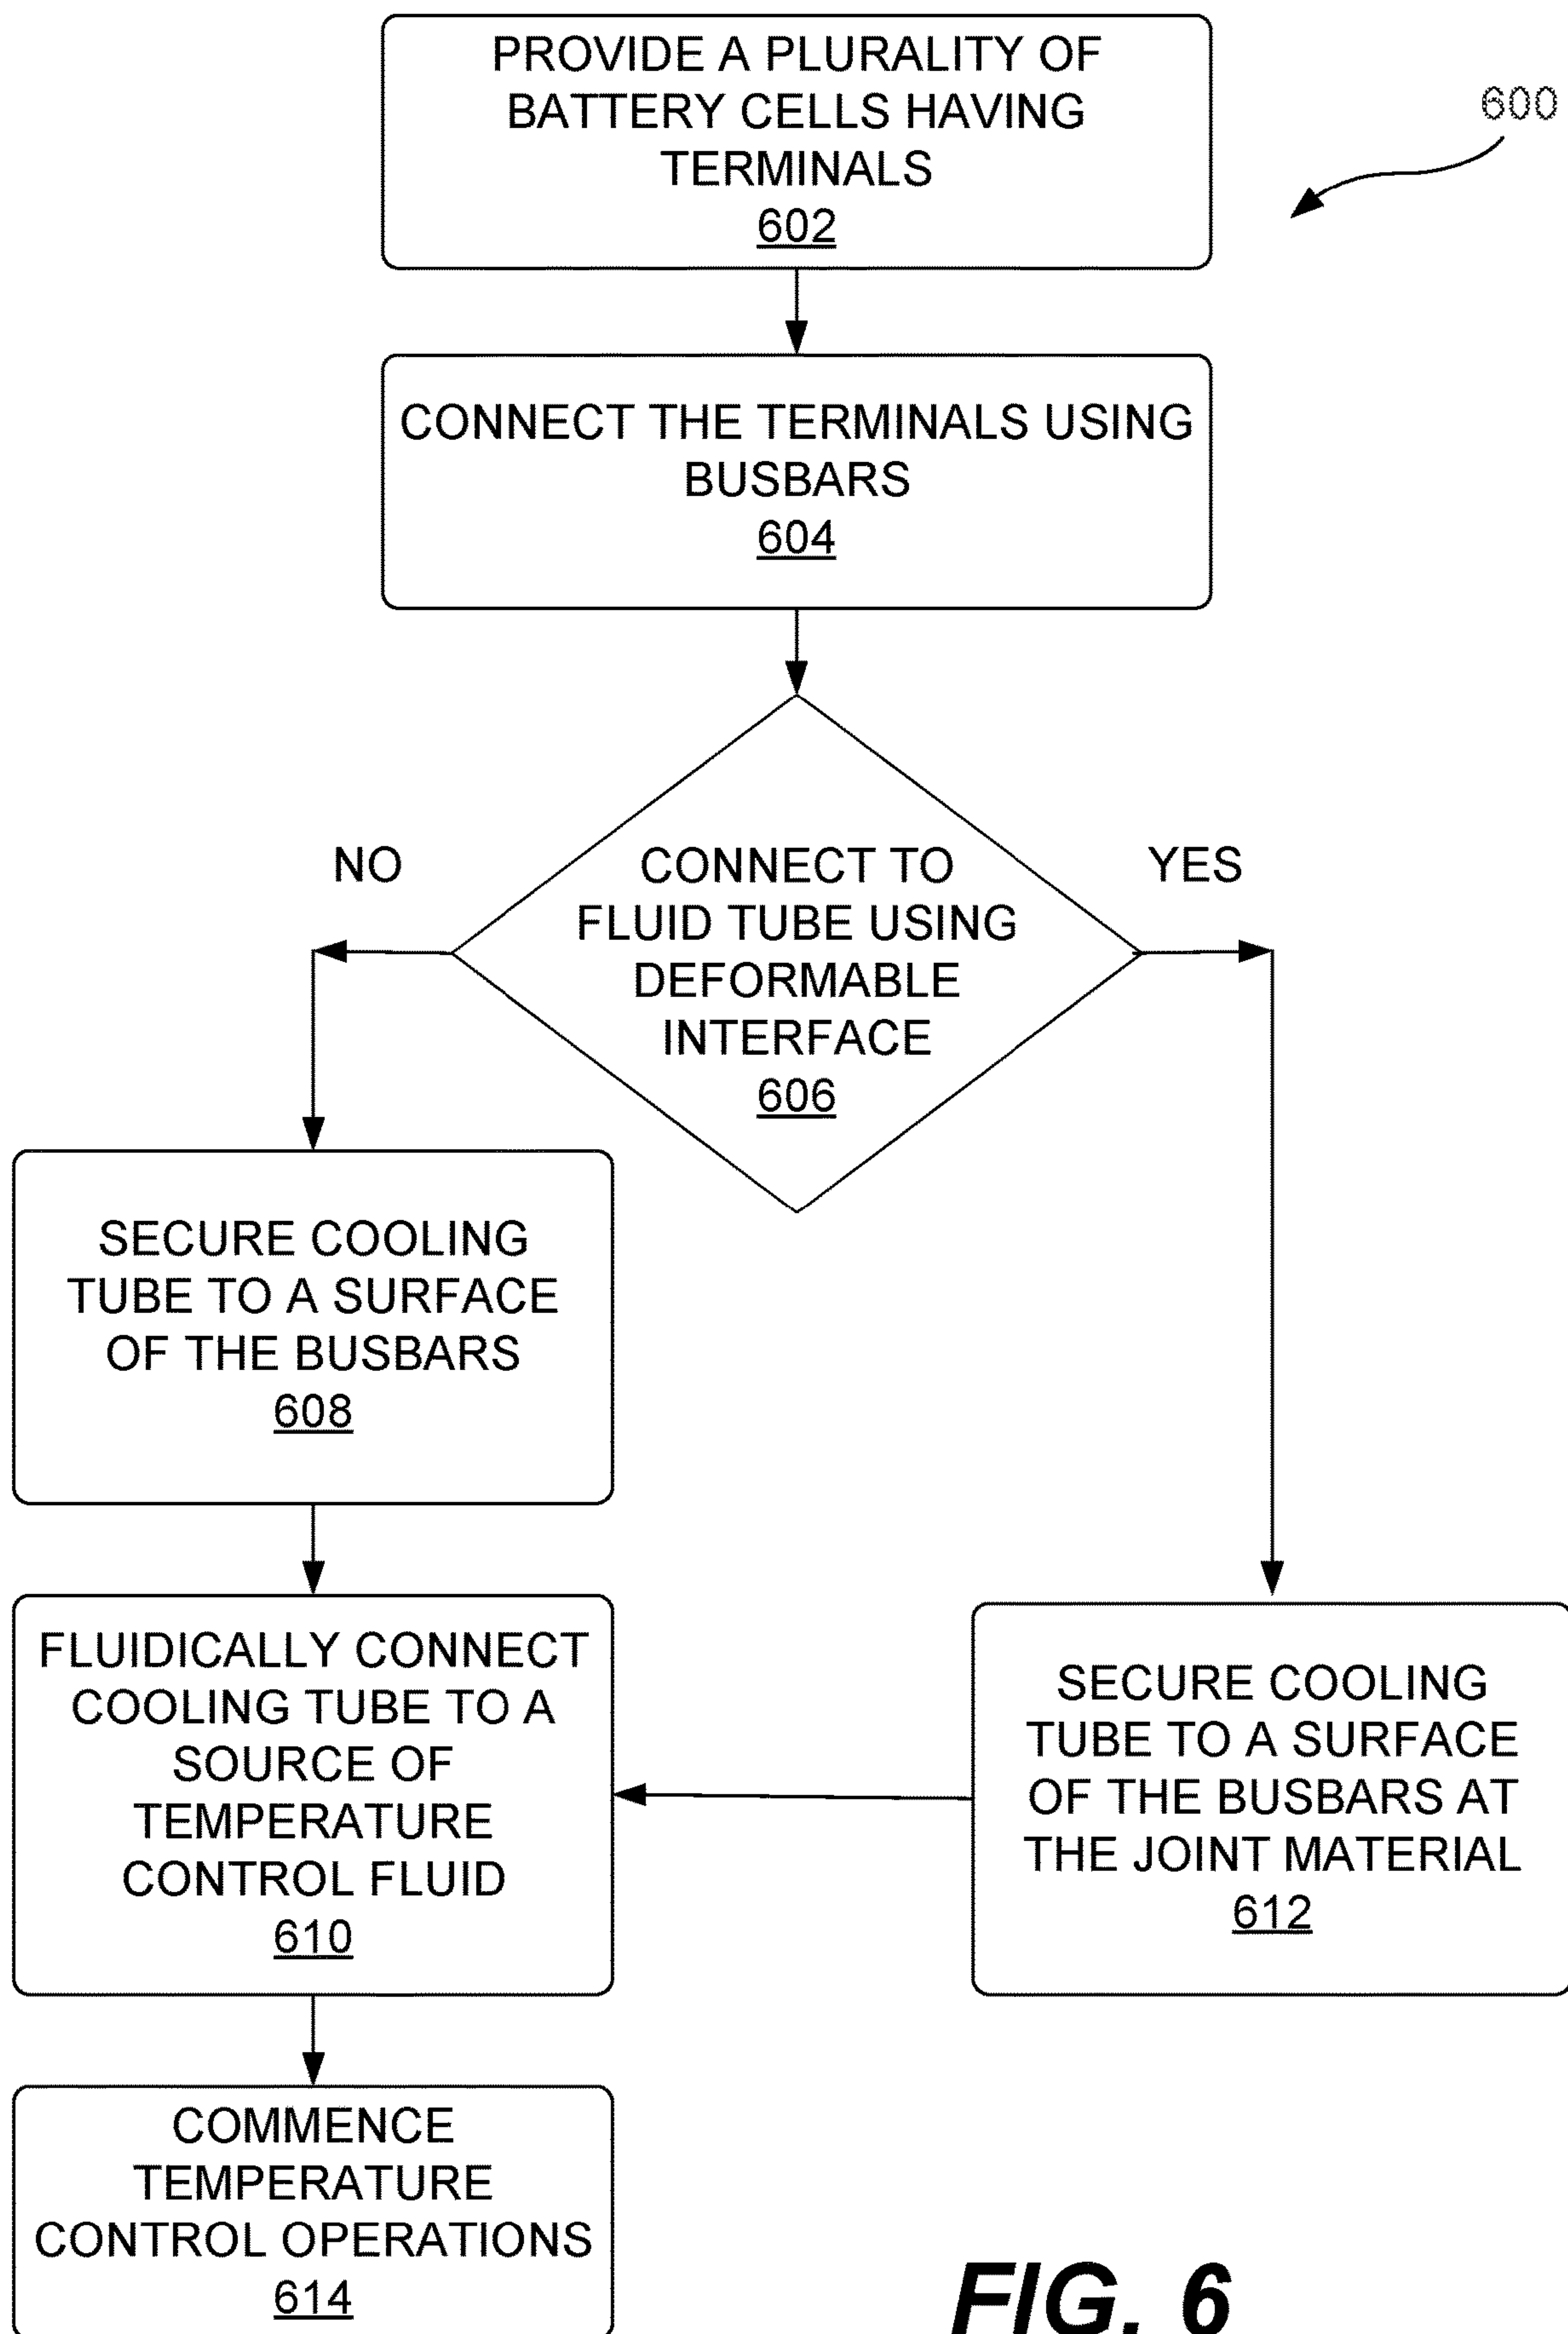 PROVIDE A PLURALITY OF
BATTERY CELLS HAVING
TERMINALS
602
600
CONNECT THE TERMINALS USING
BUSBARS
604
NO
CONNECT TO
FLUID TUBE USING
DEFORMABLE
INTERFACE
606
YES
SECURE COOLING
TUBE TO A SURFACE
OF THE BUSBARS
608
FLUIDICALLY CONNECT
COOLING TUBE TO A
SOURCE OF
TEMPERATURE
CONTROL FLUID
610
SECURE COOLING
TUBE TO A SURFACE
OF THE BUSBARS AT
THE JOINT MATERIAL
612
COMMENCE
TEMPERATURE
CONTROL OPERATIONS
614
FIG. 6